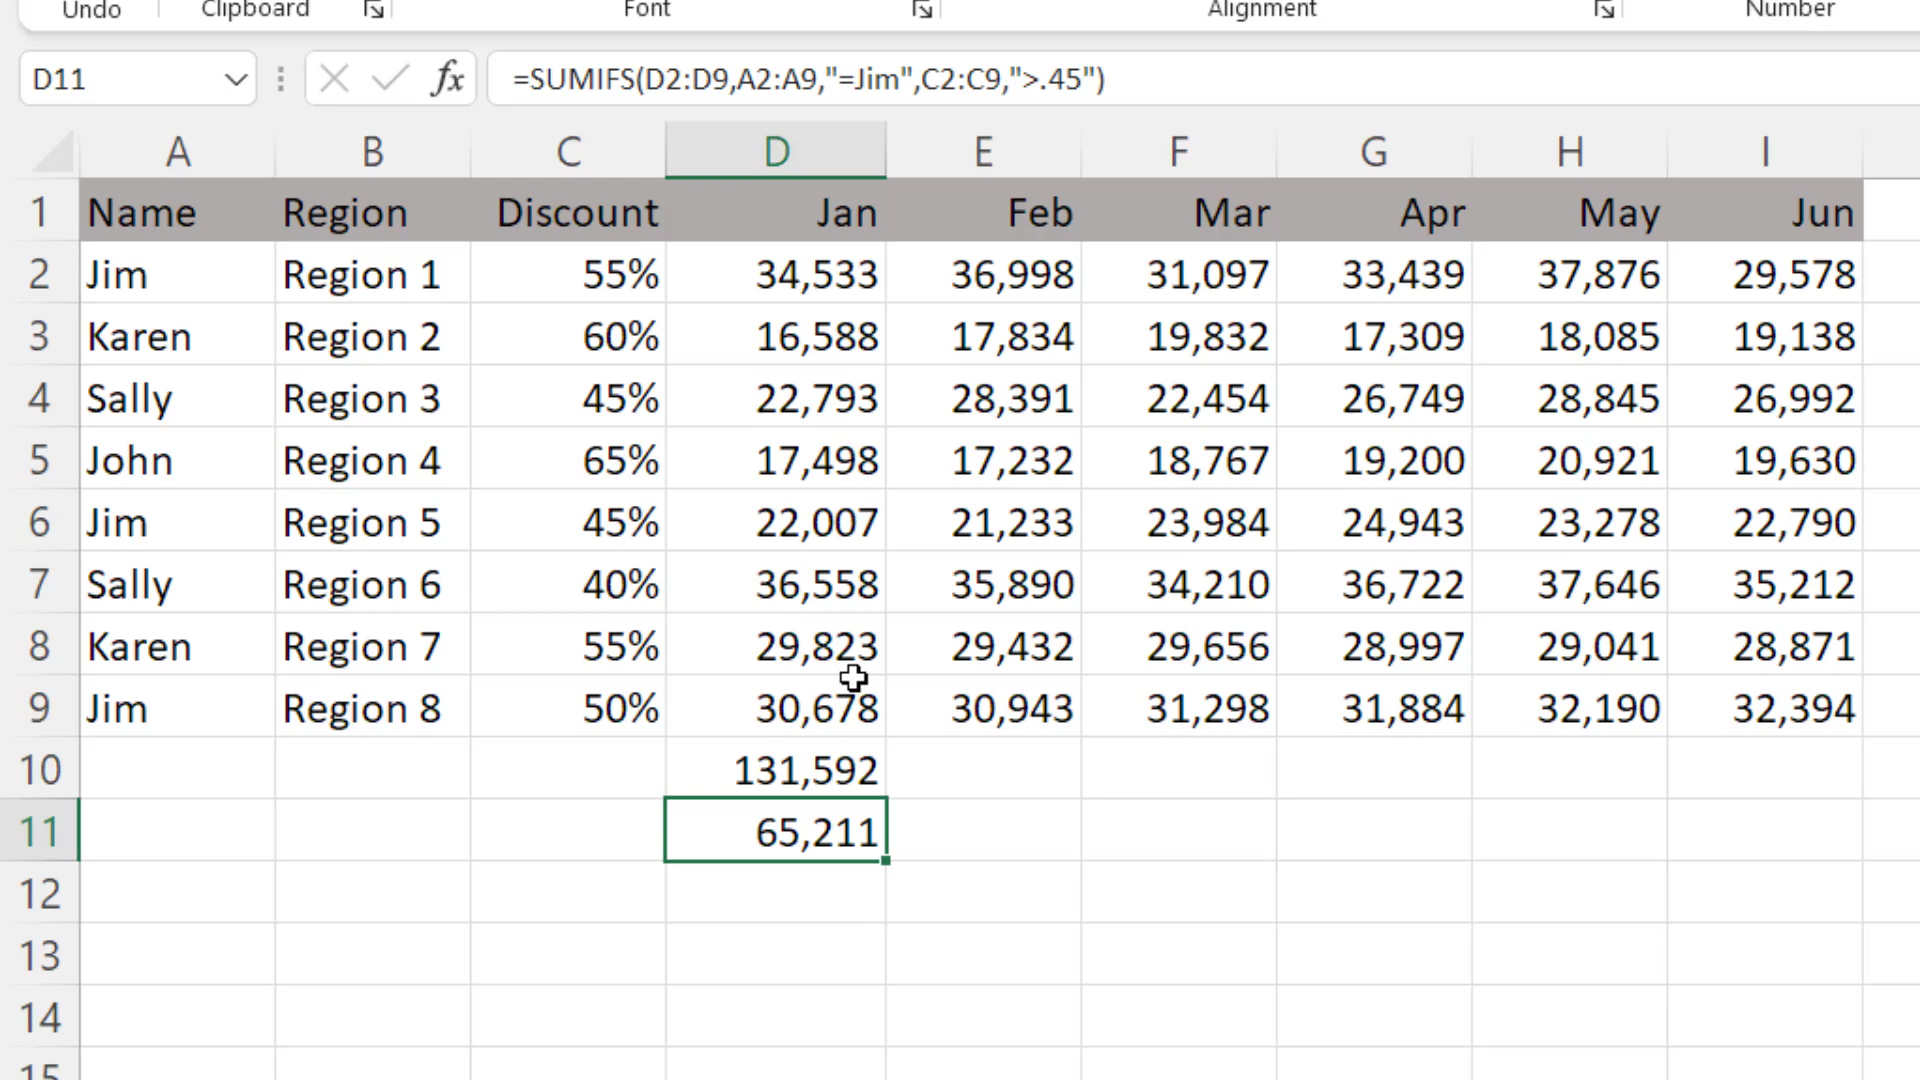 Undo Clipboard Font Alignment Number
D11 fx =SUMIFS(D2:D9,A2:A9,"=Jim",C2:C9,">.45")
A B C D E F G H I
1 Name Region Discount Jan Feb Mar Apr May Jun
2 Jim Region 1 55% 34,533 36,998 31,097 33,439 37,876 29,578
3 Karen Region 2 60% 16,588 17,834 19,832 17,309 18,085 19,138
4 Sally Region 3 45% 22,793 28,391 22,454 26,749 28,845 26,992
5 John Region 4 65% 17,498 17,232 18,767 19,200 20,921 19,630
6 Jim Region 5 45% 22,007 21,233 23,984 24,943 23,278 22,790
7 Sally Region 6 40% 36,558 35,890 34,210 36,722 37,646 35,212
8 Karen Region 7 55% 29,823 29,432 29,656 28,997 29,041 28,871
9 Jim Region 8 50% 30,678 30,943 31,298 31,884 32,190 32,394
10 131,592
11 65,211
12
13
14
15